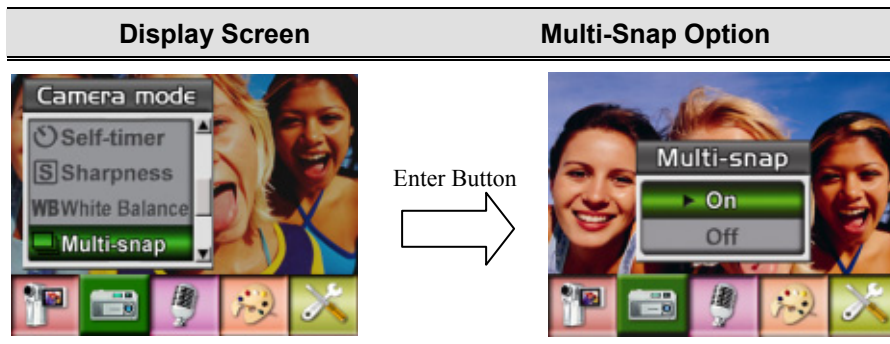 Display Screen Multi-Snap Option
Camera mode
Self-timer
S Sharpness
WB White Balance
Multi-snap
Enter Button
Multi-snap
On
Off